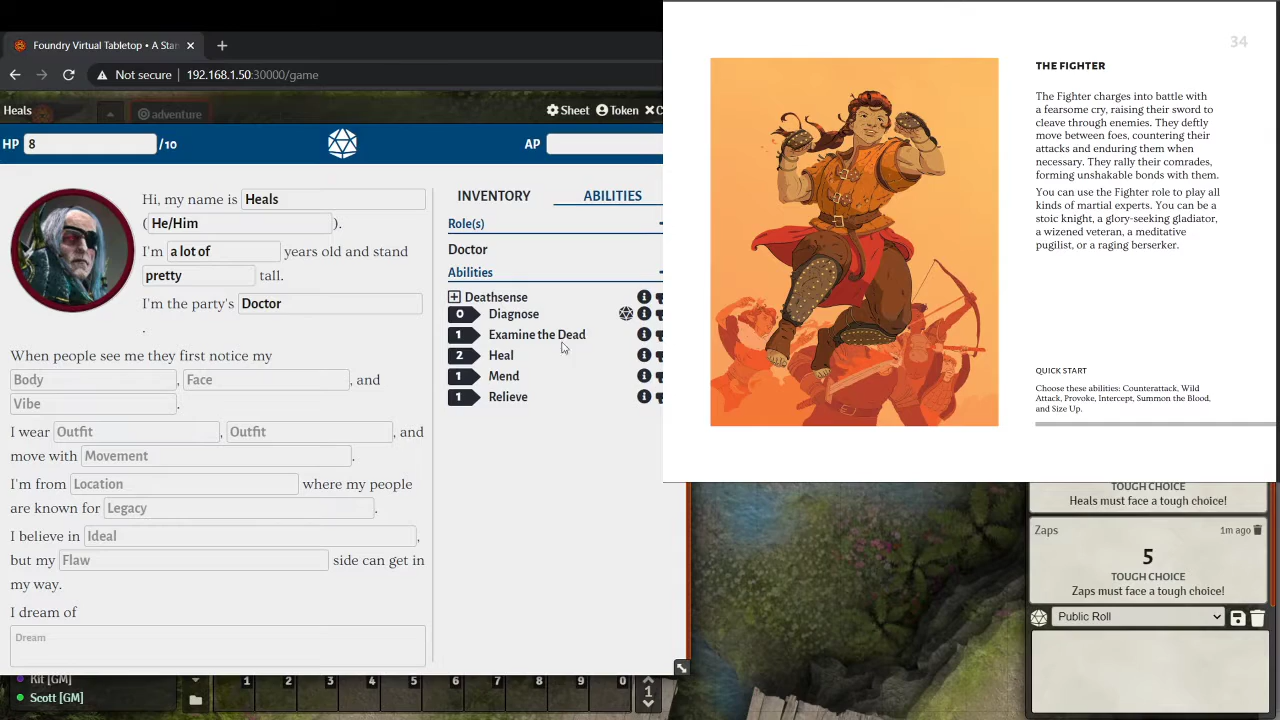 Foundry Virtual Tabletop • A Star
Not secure 192.168.1.50:30000/game
Heals
adventure
Sheet Token
HP 8 /10
AP
Hi, my name is Heals
( He/Him ).
I'm a lot of years old and stand
pretty tall.
I'm the party's Doctor
.
When people see me they first notice my
Body , Face , and
Vibe .
I wear Outfit , Outfit , and
move with Movement .
I'm from Location where my people
are known for Legacy .
I believe in Ideal ,
but my Flaw side can get in
my way.
I dream of
Dream
INVENTORY ABILITIES
Role(s)
Doctor
Abilities
Deathsense
0 Diagnose
1 Examine the Dead
2 Heal
1 Mend
1 Relieve
34
THE FIGHTER
The Fighter charges into battle with
a fearsome cry, raising their sword to
cleave through enemies. They deftly
move between foes, countering their
attacks and enduring them when
necessary. They rally their comrades,
forming unshakable bonds with them.
You can use the Fighter role to play all
kinds of martial experts. You can be a
stoic knight, a glory-seeking gladiator,
a wizened veteran, a meditative
pugilist, or a raging berserker.
QUICK START
Choose these abilities: Counterattack, Wild
Attack, Provoke, Intercept, Summon the Blood,
and Size Up.
TOUGH CHOICE
Heals must face a tough choice!
Zaps 1m ago
5
TOUGH CHOICE
Zaps must face a tough choice!
Public Roll
Kit [GM]
Scott [GM]
1 2 3 4 5 6 7 8 9 0
1